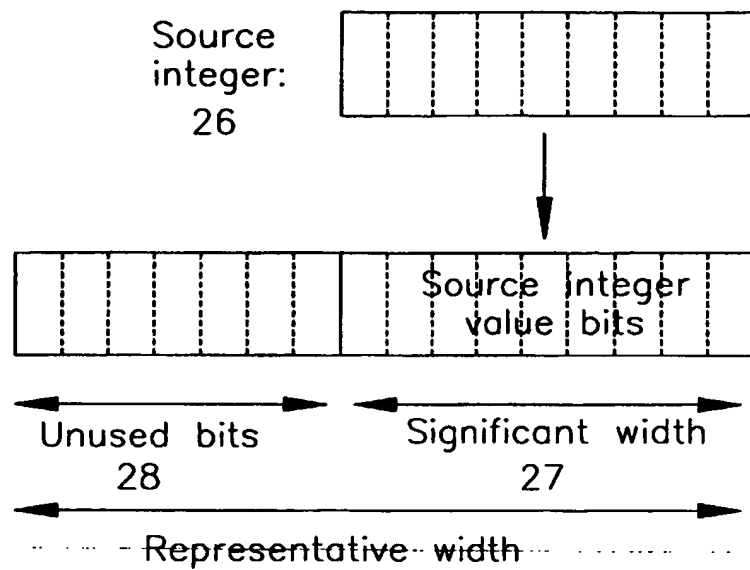 Source
integer:
26
Source integer
value bits
Unused bits
28
Significant width
27
Representative width